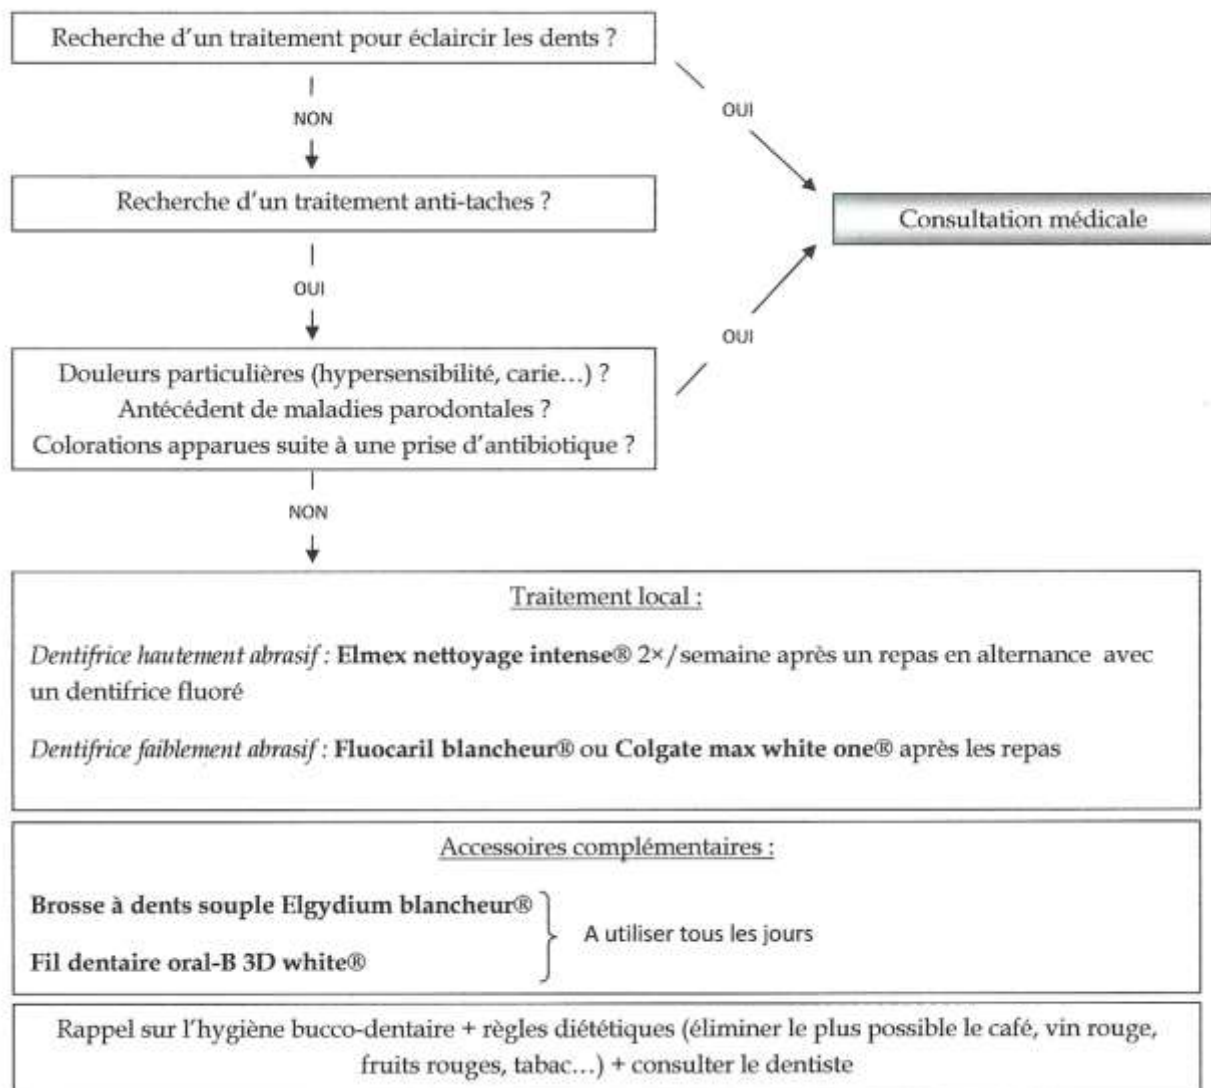 Recherche d'un traitement pour éclaircir les dents ?
OUI
NON
Recherche d'un traitement anti-taches ?
Consultation médicale
OUI
OUI
Douleurs particulières (hypersensibilité, carie…) ?
Antécédent de maladies parodontales ?
Colorations apparues suite à une prise d'antibiotique ?
NON
Traitement local :
Dentifrice hautement abrasif : Elmex nettoyage intense® 2×/semaine après un repas en alternance avec
un dentifrice fluoré
Dentifrice faiblement abrasif : Fluocaril blancheur® ou Colgate max white one® après les repas
Accessoires complémentaires :
Brosse à dents souple Elgydium blancheur®
A utiliser tous les jours
Fil dentaire oral-B 3D white®
Rappel sur l'hygiène bucco-dentaire + règles diététiques (éliminer le plus possible le café, vin rouge,
fruits rouges, tabac…) + consulter le dentiste